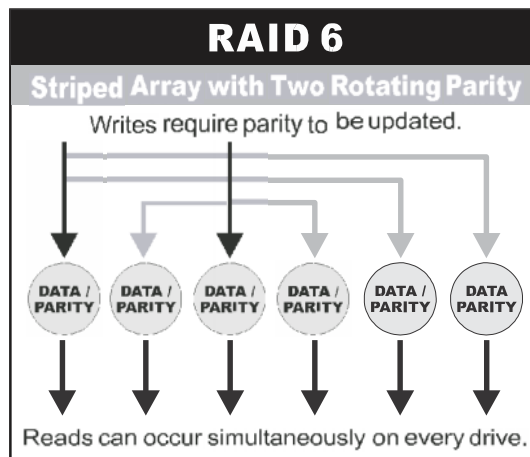 RAID 6
Striped Array with Two Rotating Parity
Writes require parity to be updated.
DATA / DATA / DATA / DATA / DATA / DATA
PARITY PARITY PARITY PARITY PARITY PARITY
Reads can occur simultaneously on every drive.